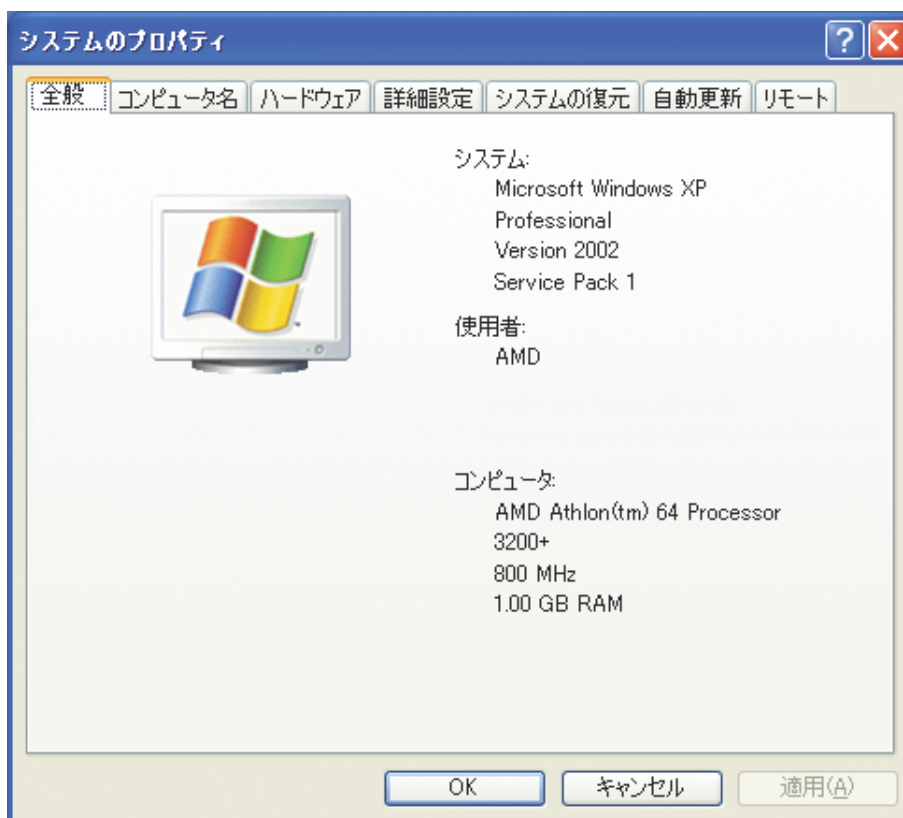 システムのプロパティ
全般 コンピュータ名 ハードウェア 詳細設定 システムの復元 自動更新 リモート
システム:
Microsoft Windows XP
Professional
Version 2002
Service Pack 1
使用者:
AMD
コンピュータ:
AMD Athlon(tm) 64 Processor
3200+
800 MHz
1.00 GB RAM
OK キャンセル 適用(A)